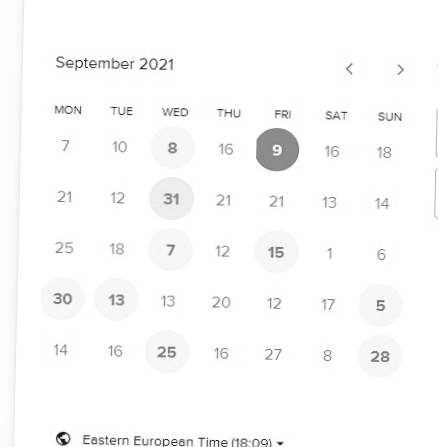 September 2021
MON TUE WED THU FRI SAT SUN
7 10 8 16 9 16 18
21 12 31 21 21 13 14
25 18 7 12 15 1 6
30 13 13 20 12 17 5
14 16 25 16 27 8 28
Eastern European Time (18:09)